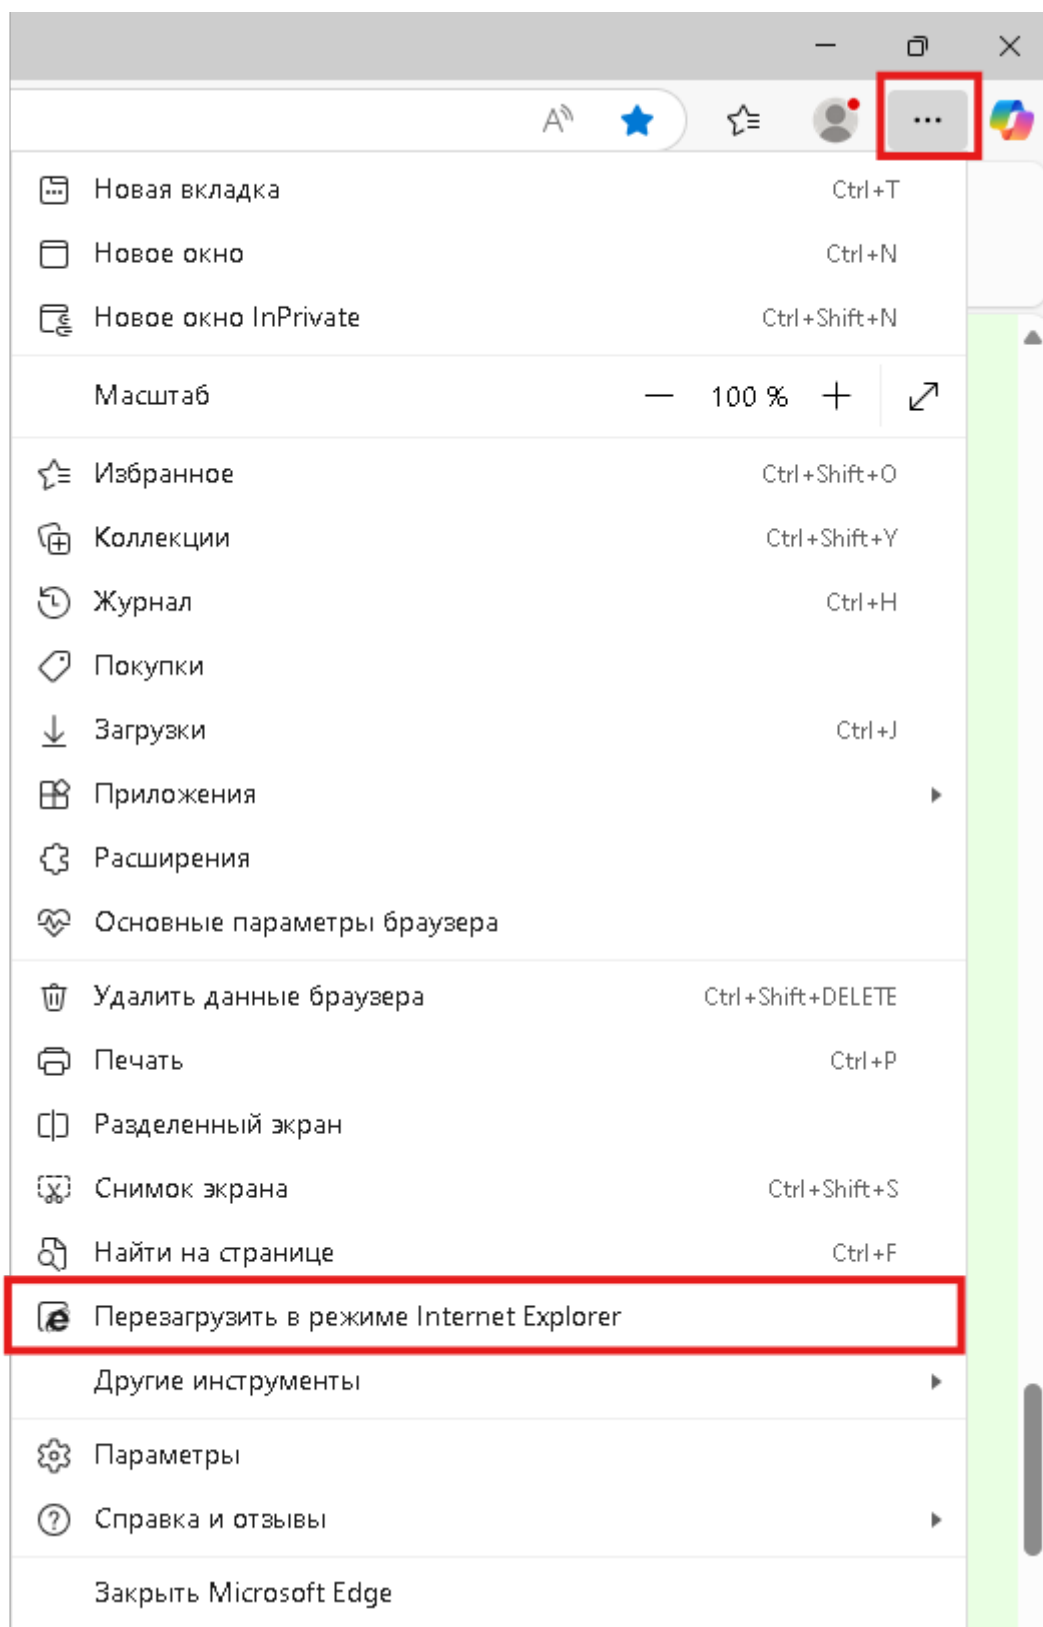 Новая вкладка Ctrl+T
Новое окно Ctrl+N
Новое окно InPrivate Ctrl+Shift+N
Масштаб — 100 % +
Избранное Ctrl+Shift+O
Коллекции Ctrl+Shift+Y
Журнал Ctrl+H
Покупки
Загрузки Ctrl+J
Приложения
Расширения
Основные параметры браузера
Удалить данные браузера Ctrl+Shift+DELETE
Печать Ctrl+P
Разделенный экран
Снимок экрана Ctrl+Shift+S
Найти на странице Ctrl+F
Перезагрузить в режиме Internet Explorer
Другие инструменты
Параметры
Справка и отзывы
Закрыть Microsoft Edge